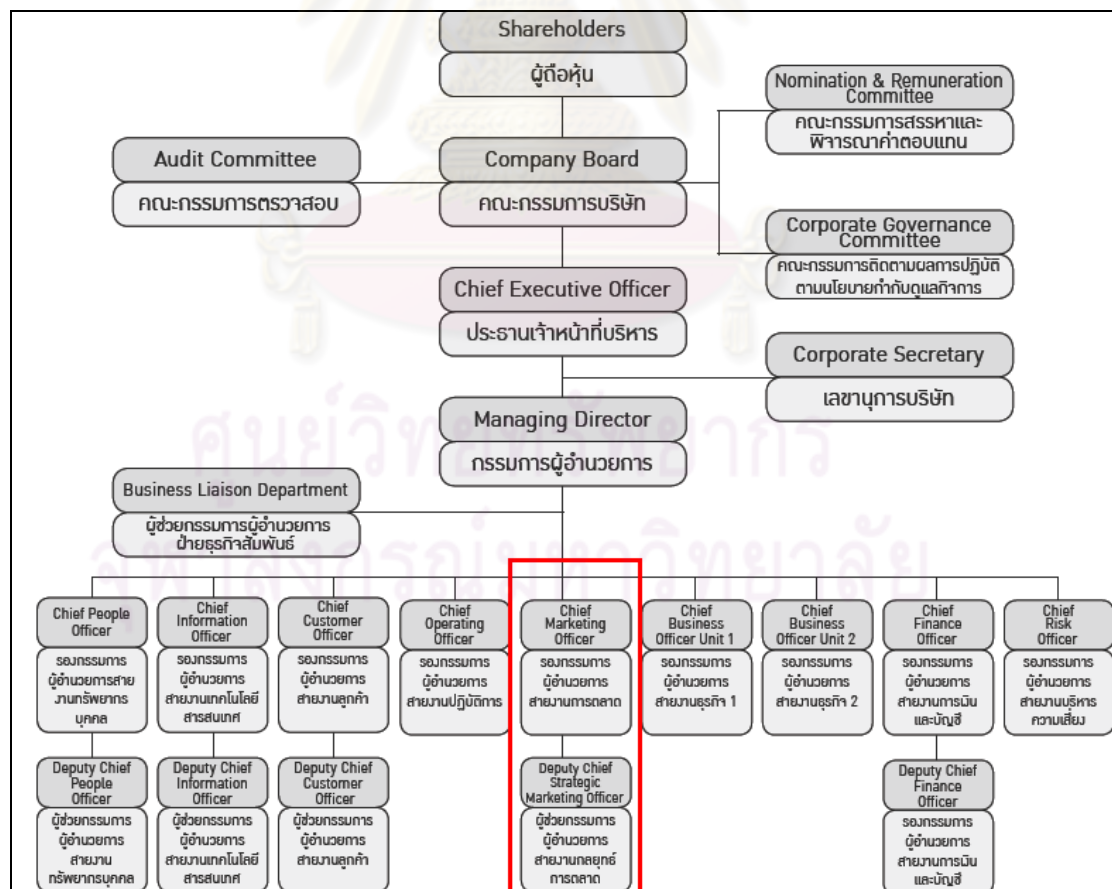 Shareholders
ผู้ถือหุ้น
Nomination & Remuneration
Committee
คณะกรรมการสรรหาและ
พิจารณาค่าตอบแทน
Audit Committee
คณะกรรมการตรวจสอบ
Company Board
คณะกรรมการบริษัท
Corporate Governance
Committee
คณะกรรมการติดตามผลการปฏิบัติ
ตามนโยบายกำกับดูแลกิจการ
Chief Executive Officer
ประธานเจ้าหน้าที่บริหาร
Corporate Secretary
เลขานุการบริษัท
Managing Director
กรรมการผู้อำนวยการ
ศูนย์วิทยทรัพยากร
จุฬาลงกรณ์มหาวิทยาลัย
Business Liaison Department
ผู้ช่วยกรรมการผู้อำนวยการ
ฝ่ายธุรกิจสัมพันธ์
Chief People
Officer
รองกรรมการ
ผู้อำนวยการสาย
งานทรัพยากร
บุคคล
Chief
Information
Officer
รองกรรมการ
ผู้อำนวยการ
สายงานเทคโนโลยี
สารสนเทศ
Chief
Customer
Officer
รองกรรมการ
ผู้อำนวยการ
สายงานลูกค้า
Chief
Operating
Officer
รองกรรมการ
ผู้อำนวยการ
สายงานปฏิบัติการ
Chief
Marketing
Officer
รองกรรมการ
ผู้อำนวยการ
สายงานการตลาด
Chief
Business
Officer Unit 1
รองกรรมการ
ผู้อำนวยการ
สายงานธุรกิจ 1
Chief
Business
Officer Unit 2
รองกรรมการ
ผู้อำนวยการ
สายงานธุรกิจ 2
Chief
Finance
Officer
รองกรรมการ
ผู้อำนวยการ
สายงานการเงิน
และบัญชี
Chief
Risk
Officer
รองกรรมการ
ผู้อำนวยการ
สายงานบริหาร
ความเสี่ยง
Deputy Chief
People
Officer
ผู้ช่วยกรรมการ
ผู้อำนวยการ
สายงาน
ทรัพยากรบุคคล
Deputy Chief
Information
Officer
ผู้ช่วยกรรมการ
ผู้อำนวยการ
สายงานเทคโนโลยี
สารสนเทศ
Deputy Chief
Customer
Officer
ผู้ช่วยกรรมการ
ผู้อำนวยการ
สายงานลูกค้า
Deputy Chief
Strategic
Marketing Officer
ผู้ช่วยกรรมการ
ผู้อำนวยการ
สายงานกลยุทธ์
การตลาด
Deputy Chief
Finance
Officer
รองกรรมการ
ผู้อำนวยการ
สายงานการเงิน
และบัญชี